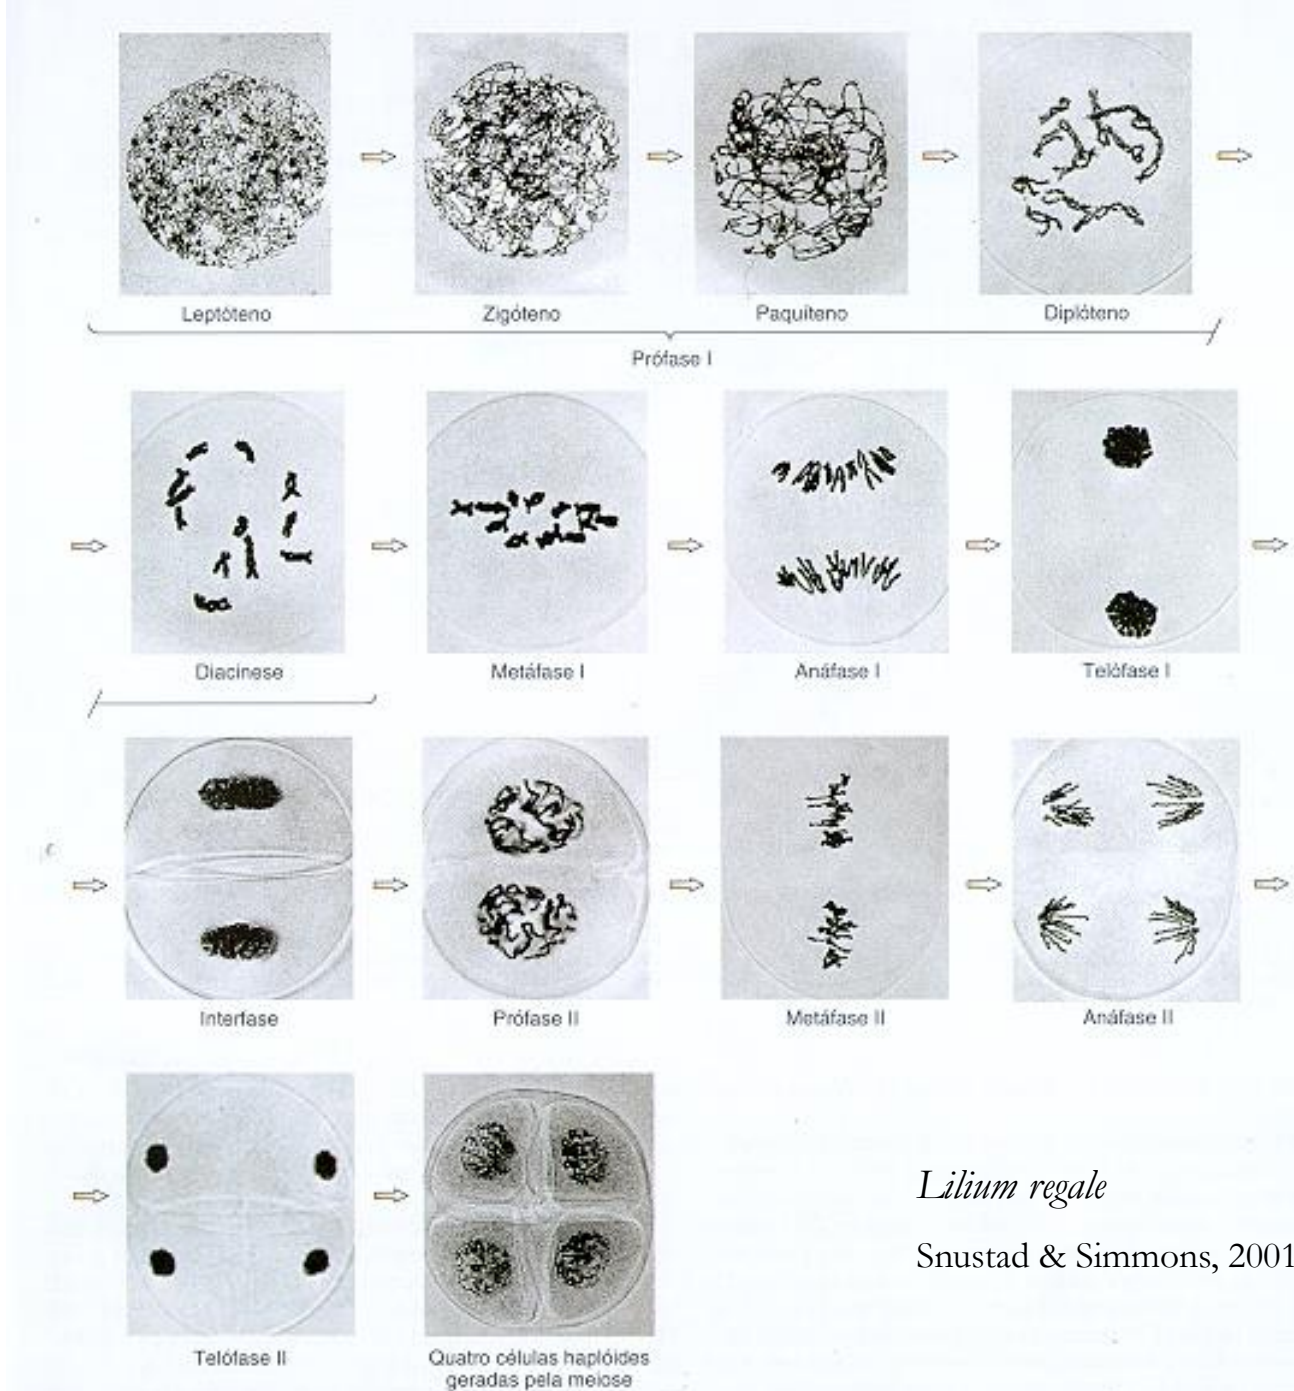 Leptóteno
Zigóteno
Paquíteno
Diplóteno
Prófase I
Diacinese
Metáfase I
Anáfase I
Telófase I
Interfase
Prófase II
Metáfase II
Anáfase II
Telófase II
Quatro células haplóides
geradas pela meiose
Lilium regale
Snustad & Simmons, 2001